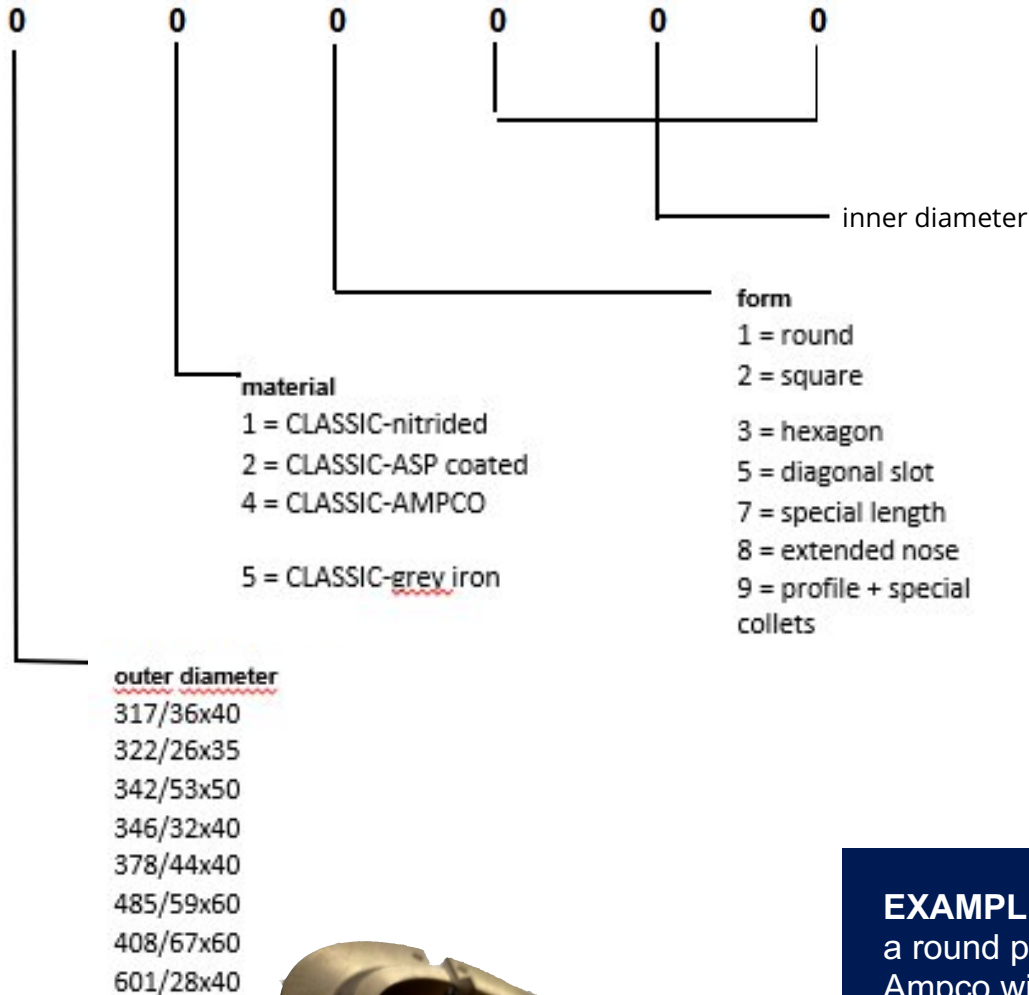 0 0 0 0 0 0
inner diameter
form
1 = round
2 = square
3 = hexagon
5 = diagonal slot
7 = special length
8 = extended nose
9 = profile + special
collets
material
1 = CLASSIC-nitrided
2 = CLASSIC-ASP coated
4 = CLASSIC-AMPCO
5 = CLASSIC-grey iron
outer diameter
317/36x40
322/26x35
342/53x50
346/32x40
378/44x40
485/59x60
408/67x60
601/28x40
EXAMPL
a round p
Ampco wi